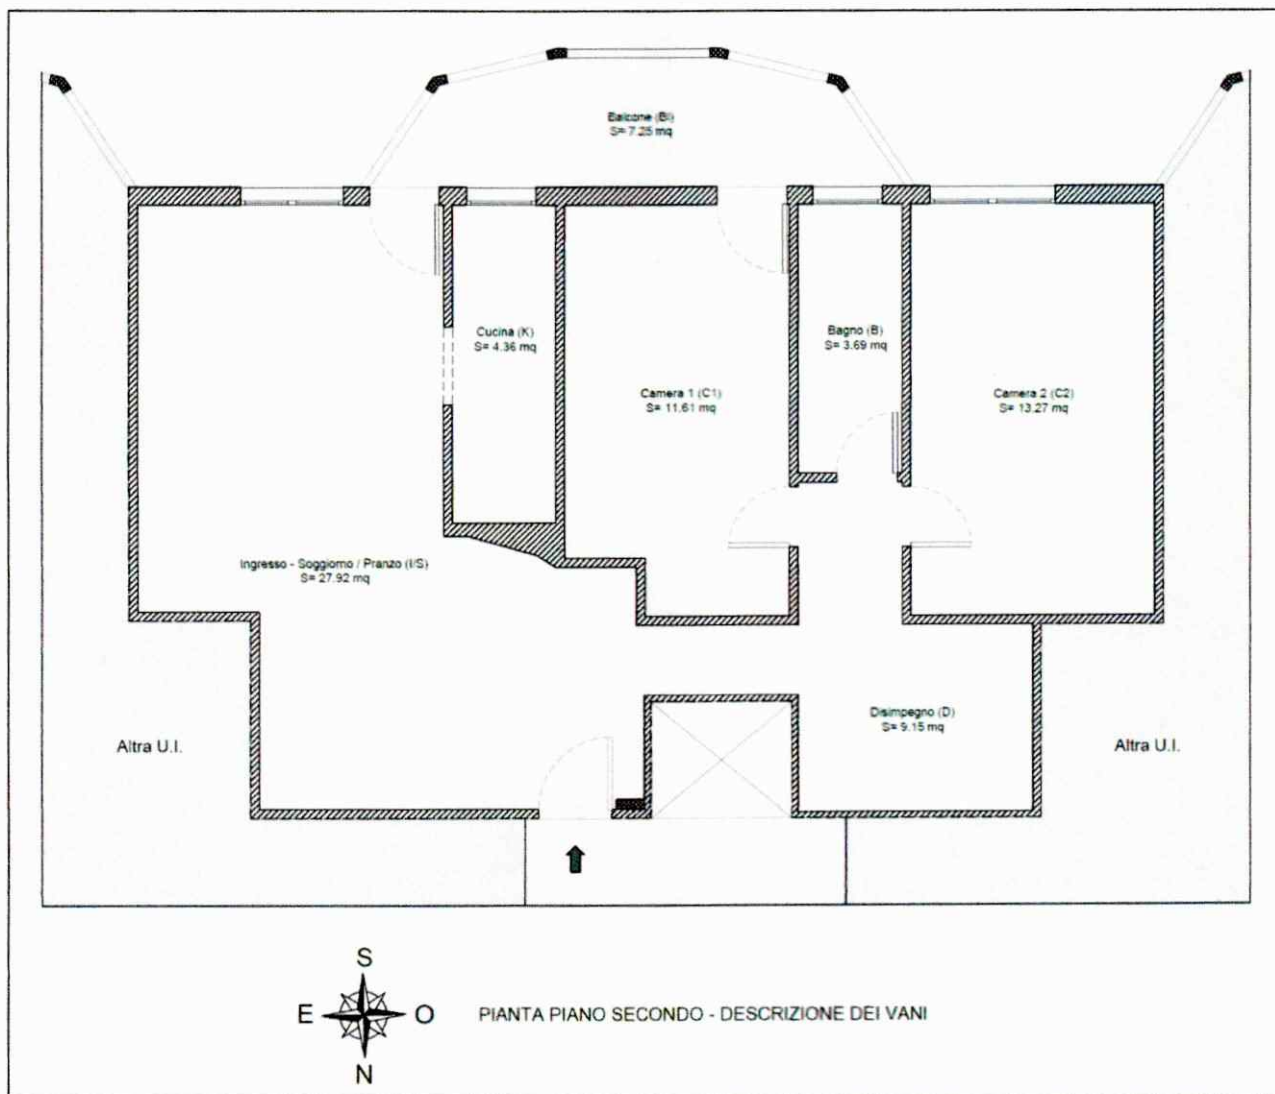 Balcone (Bl)
S= 7.25 mq
Cucina (K)
S= 4.36 mq
Bagno (B)
S= 3.69 mq
Camera 1 (C1)
S= 11.61 mq
Camera 2 (C2)
S= 13.27 mq
Ingresso - Soggiorno / Pranzo (I/S)
S= 27.92 mq
Disimpegno (D)
S= 9.15 mq
Altra U.I.
Altra U.I.
S
E
O
N
PIANTA PIANO SECONDO - DESCRIZIONE DEI VANI